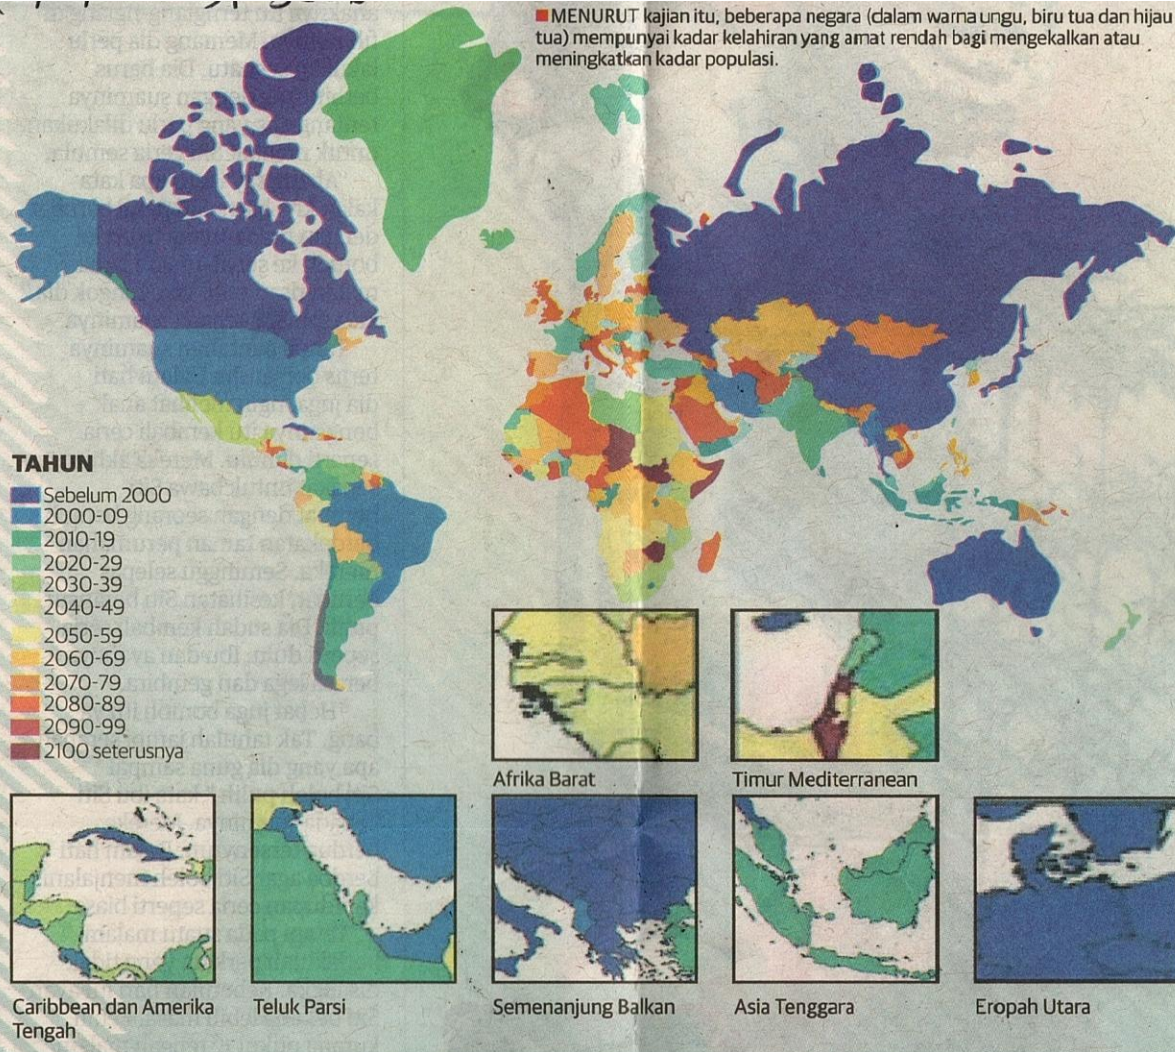 MENURUT kajian itu, beberapa negara (dalam warna ungu, biru tua dan hijau
tua) mempunyai kadar kelahiran yang amat rendah bagi mengekalkan atau
meningkatkan kadar populasi.
TAHUN
Sebelum 2000
2000-09
2010-19
2020-29
2030-39
2040-49
2050-59
2060-69
2070-79
2080-89
2090-99
2100 seterusnya
Afrika Barat
Timur Mediterranean
Caribbean dan Amerika
Tengah
Teluk Parsi
Semenanjung Balkan
Asia Tenggara
Eropah Utara